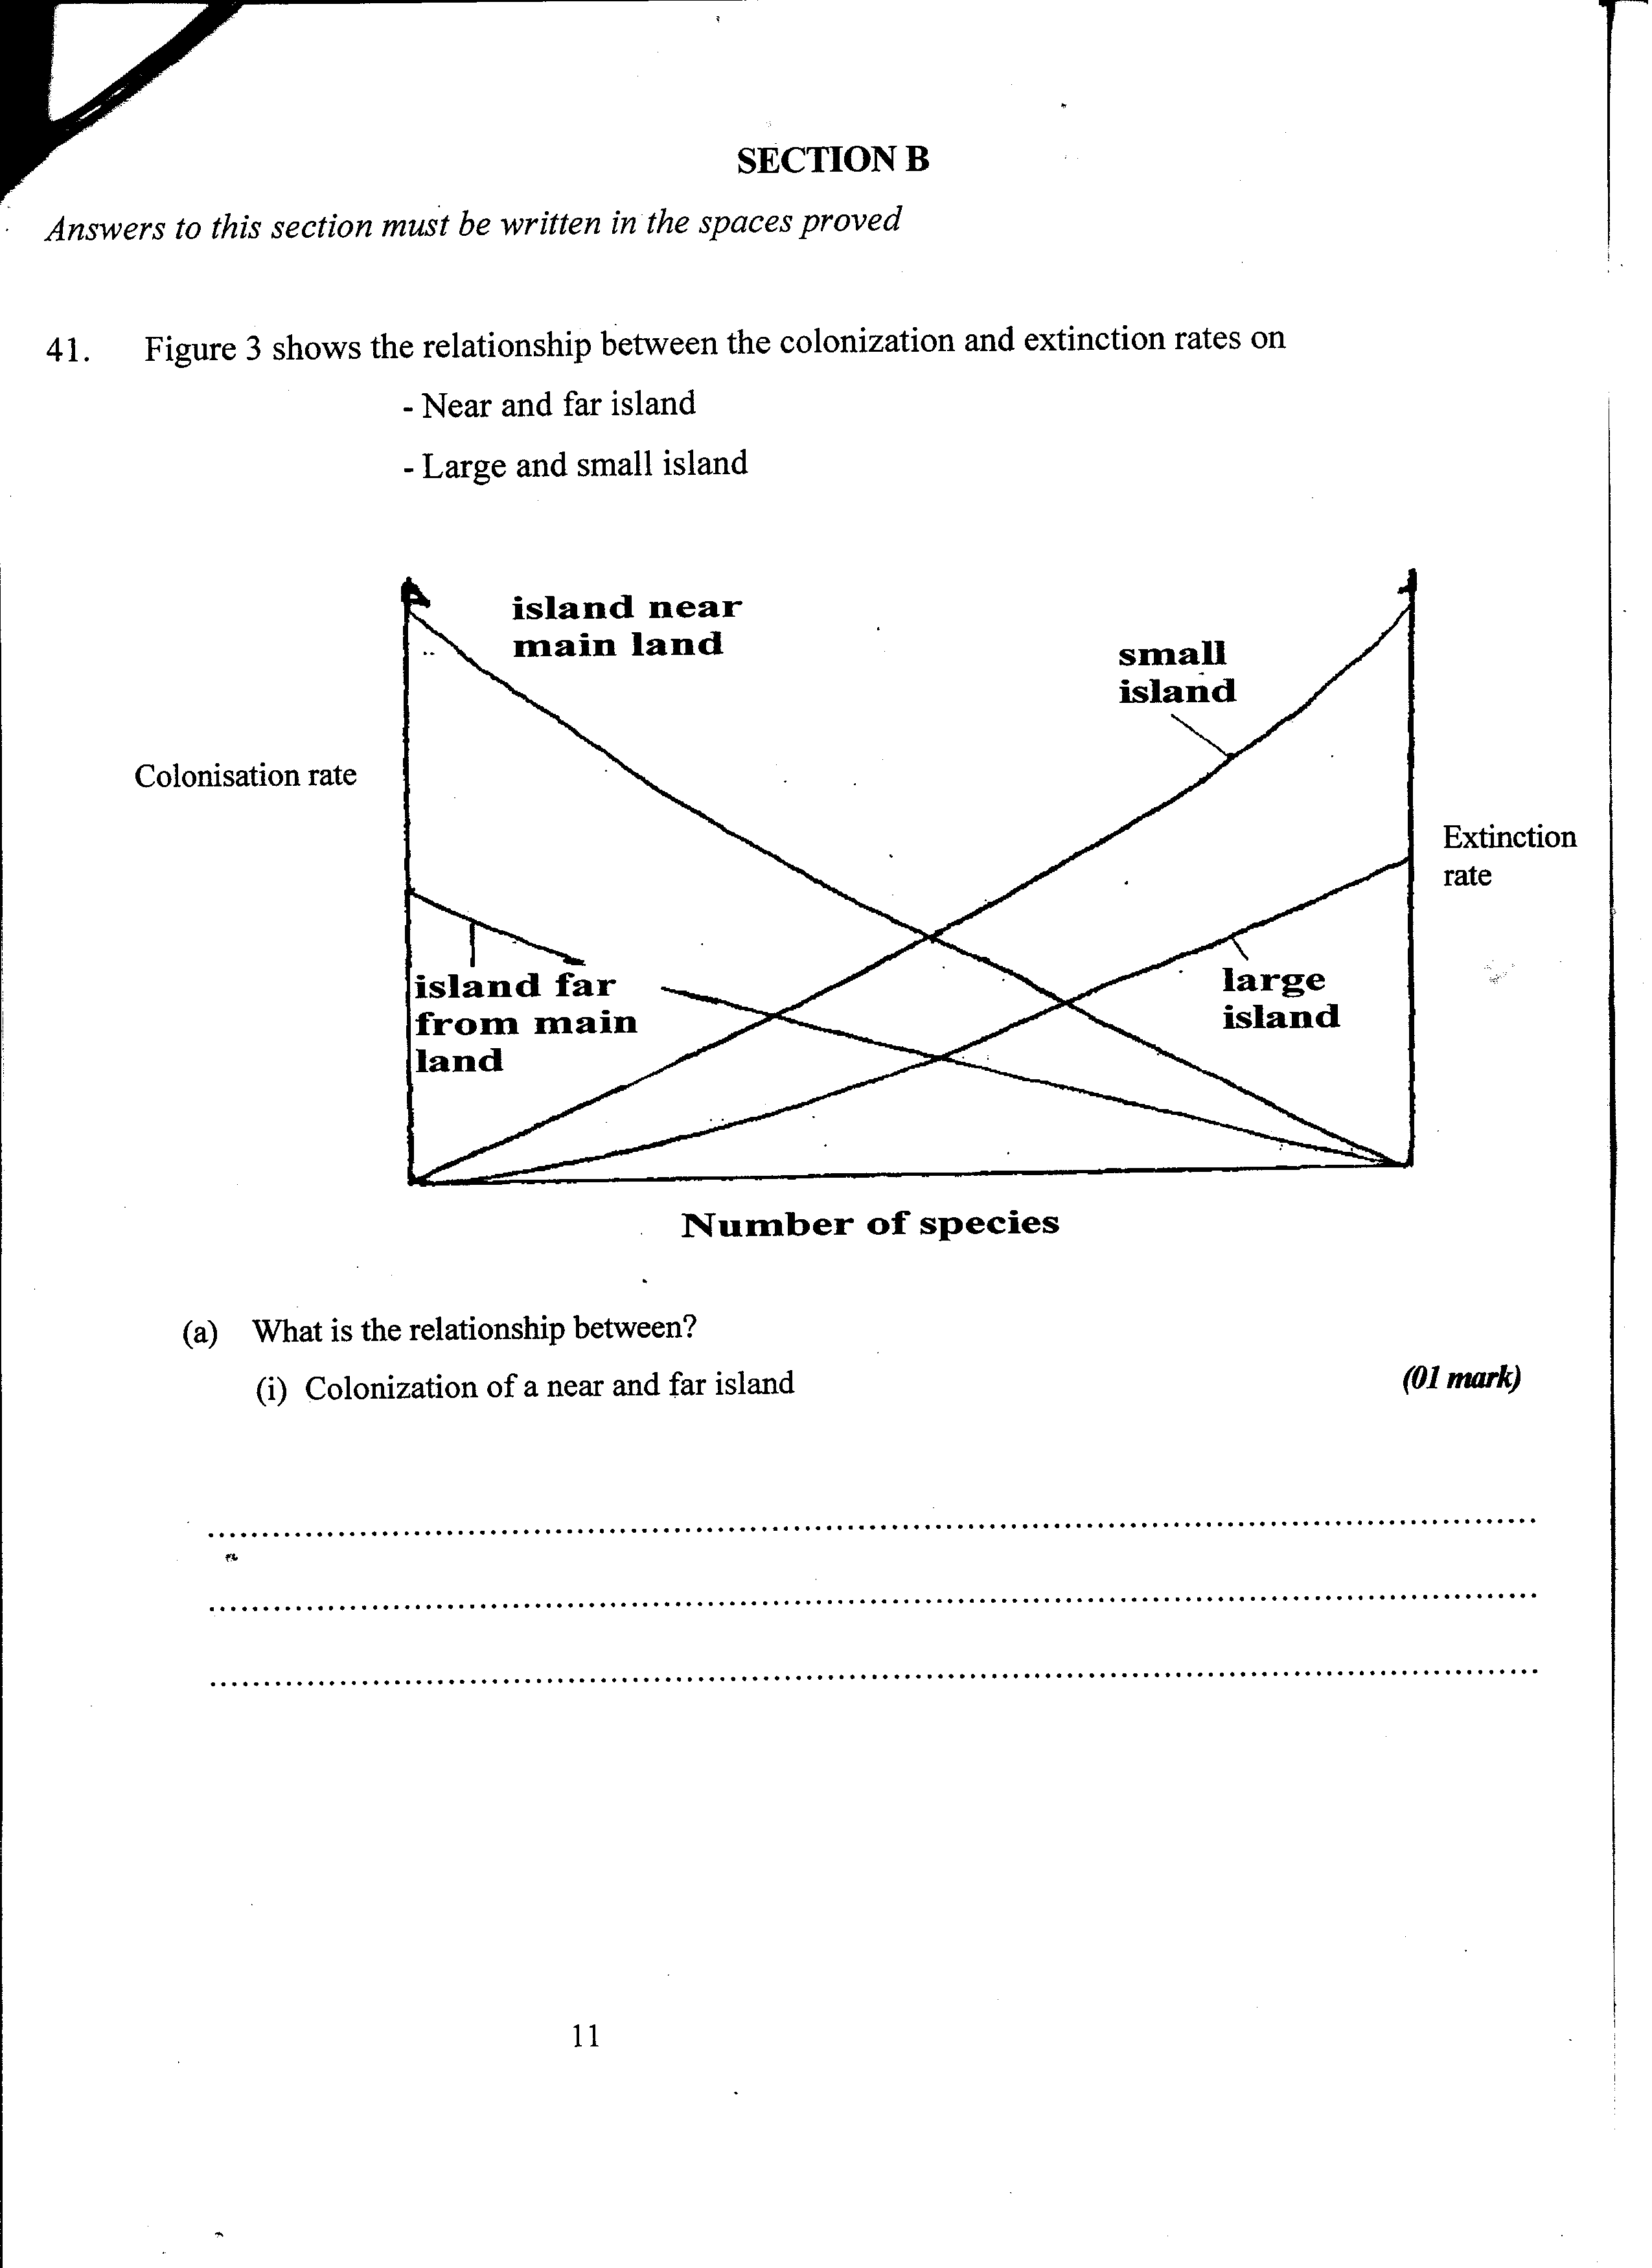 SECTION B
Answers to this section must be written in the spaces proved
41. Figure 3 shows the relationship between the colonization and extinction rates on
- Near and far island
- Large and small island
island near
main land
small
island
Colonisation rate
Extinction
rate
island far
from main
land
large
island
Number of species
(a) What is the relationship between?
(i) Colonization of a near and far island (01 mark)
11